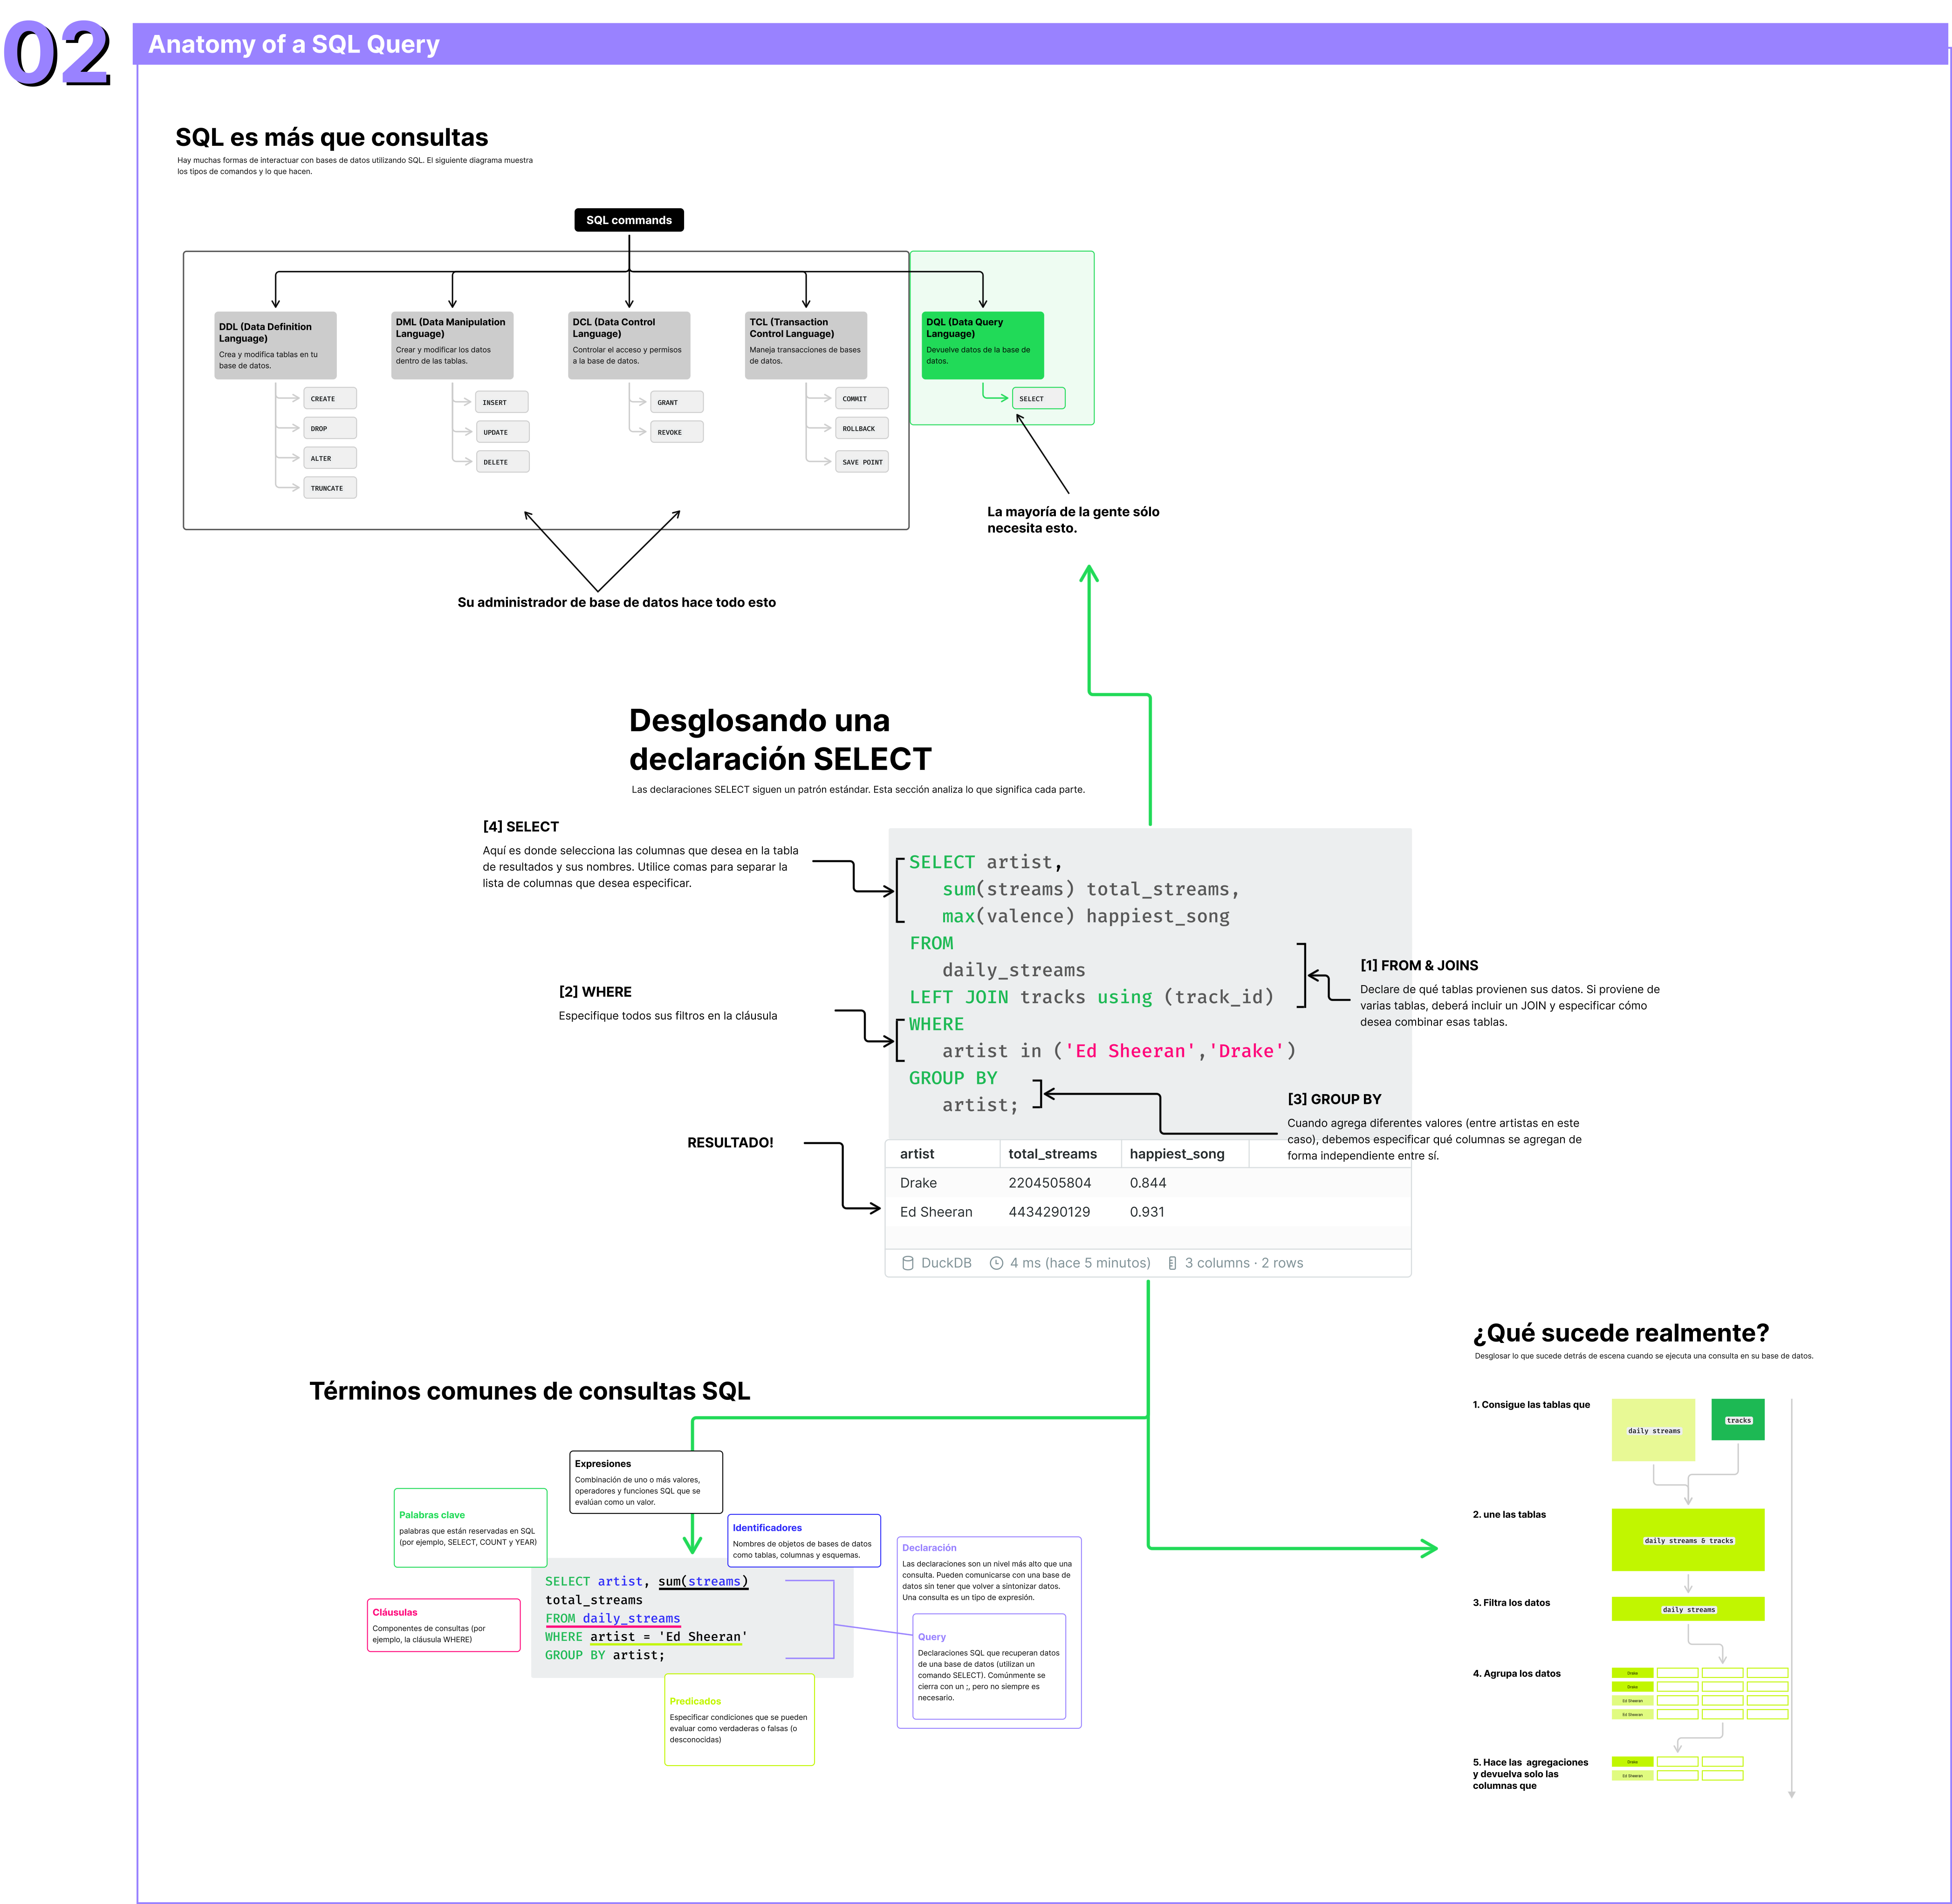 02
Anatomy of a SQL Query
SQL es más que consultas
Hay muchas formas de interactuar con bases de datos utilizando SQL. El siguiente diagrama muestra
los tipos de comandos y lo que hacen.
SQL commands
DDL (Data Definition
Language)
Crea y modifica tablas en tu
base de datos.
CREATE
DROP
ALTER
TRUNCATE
DML (Data Manipulation
Language)
Crear y modificar los datos
dentro de las tablas.
INSERT
UPDATE
DELETE
DCL (Data Control
Language)
Controlar el acceso y permisos
a la base de datos.
GRANT
REVOKE
TCL (Transaction
Control Language)
Maneja transacciones de bases
de datos.
COMMIT
ROLLBACK
SAVE POINT
DQL (Data Query
Language)
Devuelve datos de la base de
datos.
SELECT
La mayoría de la gente sólo
necesita esto.
Su administrador de base de datos hace todo esto
Desglosando una
declaración SELECT
Las declaraciones SELECT siguen un patrón estándar. Esta sección analiza lo que significa cada parte.
[4] SELECT
Aquí es donde selecciona las columnas que desea en la tabla
de resultados y sus nombres. Utilice comas para separar la
lista de columnas que desea especificar.
[2] WHERE
Especifique todos sus filtros en la cláusula
RESULTADO!
SELECT artist,
sum(streams) total_streams,
max(valence) happiest_song
FROM
daily_streams
LEFT JOIN tracks using (track_id)
WHERE
artist in ('Ed Sheeran','Drake')
GROUP BY
artist;
[1] FROM & JOINS
Declare de qué tablas provienen sus datos. Si proviene de
varias tablas, deberá incluir un JOIN y especificar cómo
desea combinar esas tablas.
[3] GROUP BY
Cuando agrega diferentes valores (entre artistas en este
caso), debemos especificar qué columnas se agregan de
forma independiente entre sí.
artist total_streams happiest_song
Drake 2204505804 0.844
Ed Sheeran 4434290129 0.931
DuckDB 4 ms (hace 5 minutos) 3 columns · 2 rows
Términos comunes de consultas SQL
Expresiones
Combinación de uno o más valores,
operadores y funciones SQL que se
evalúan como un valor.
Palabras clave
palabras que están reservadas en SQL
(por ejemplo, SELECT, COUNT y YEAR)
Identificadores
Nombres de objetos de bases de datos
como tablas, columnas y esquemas.
Cláusulas
Componentes de consultas (por
ejemplo, la cláusula WHERE)
SELECT artist, sum(streams)
total_streams
FROM daily_streams
WHERE artist = 'Ed Sheeran'
GROUP BY artist;
Declaración
Las declaraciones son un nivel más alto que una
consulta. Pueden comunicarse con una base de
datos sin tener que volver a sintonizar datos.
Una consulta es un tipo de expresión.
Query
Declaraciones SQL que recuperan datos
de una base de datos (utilizan un
comando SELECT). Comúnmente se
cierra con un ;, pero no siempre es
necesario.
Predicados
Especificar condiciones que se pueden
evaluar como verdaderas o falsas (o
desconocidas)
¿Qué sucede realmente?
Desglosar lo que sucede detrás de escena cuando se ejecuta una consulta en su base de datos.
1. Consigue las tablas que
daily streams
tracks
2. une las tablas
daily streams & tracks
3. Filtra los datos
daily streams
4. Agrupa los datos
Drake
Drake
Ed Sheeran
Ed Sheeran
5. Hace las agregaciones
y devuelva solo las
columnas que
Drake
Ed Sheeran